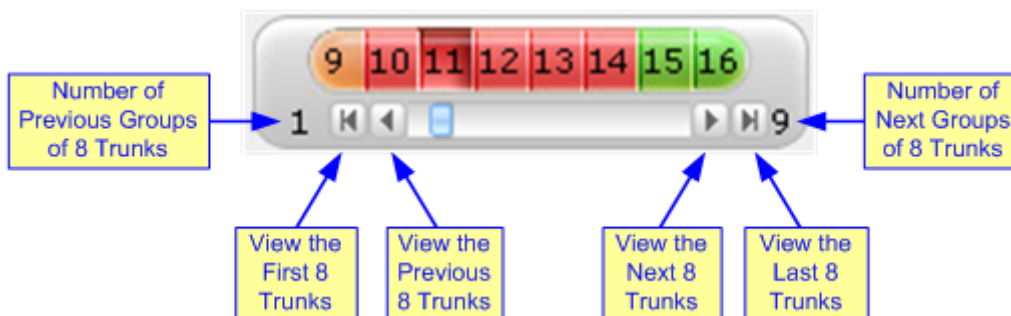 9 10 11 12 13 14 15 16
Number of
Previous Groups
of 8 Trunks
1
9
Number of
Next Groups
of 8 Trunks
View the
First 8
Trunks
View the
Previous
8 Trunks
View the
Next 8
Trunks
View the
Last 8
Trunks